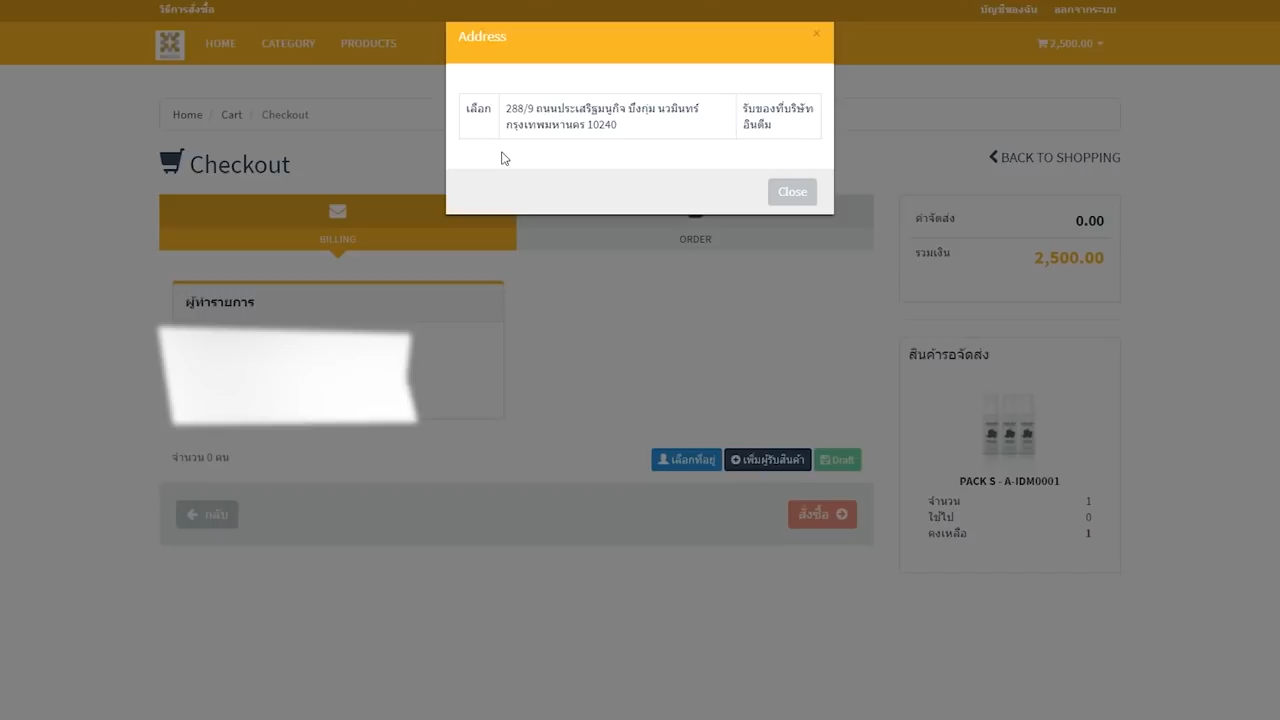 วิธีการสั่งซื้อ
บัญชีของฉัน ออกจากระบบ
HOME CATEGORY PRODUCTS
2,500.00
Address ×
เลือก 288/9 ถนนประเสริฐมนูกิจ บึงกุ่ม นวมินทร์ รับของที่บริษัท
กรุงเทพมหานคร 10240 อินดีม
Close
Home / Cart / Checkout
Checkout
BACK TO SHOPPING
BILLING
ORDER
ค่าจัดส่ง 0.00
รวมเงิน 2,500.00
ผู้ทำรายการ
จำนวน 0 คน
เลือกที่อยู่ เพิ่มผู้รับสินค้า Draft
กลับ สั่งซื้อ
สินค้ารอจัดส่ง
PACK S - A-IDM0001
จำนวน 1
ใช้ไป 0
คงเหลือ 1